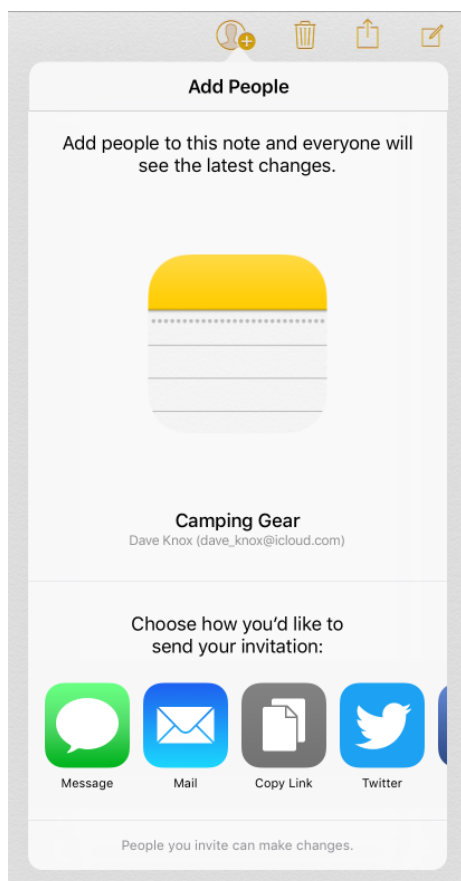 Add People
Add people to this note and everyone will
see the latest changes.
Camping Gear
Dave Knox (dave_knox@icloud.com)
Choose how you'd like to
send your invitation:
Message
Mail
Copy Link
Twitter
People you invite can make changes.